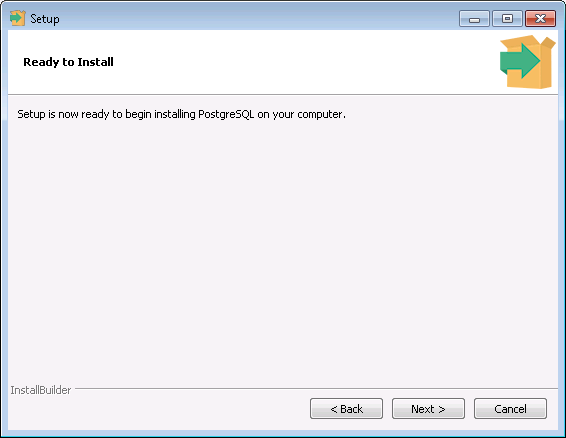 Setup
Ready to Install
Setup is now ready to begin installing PostgreSQL on your computer.
InstallBuilder
< Back
Next >
Cancel